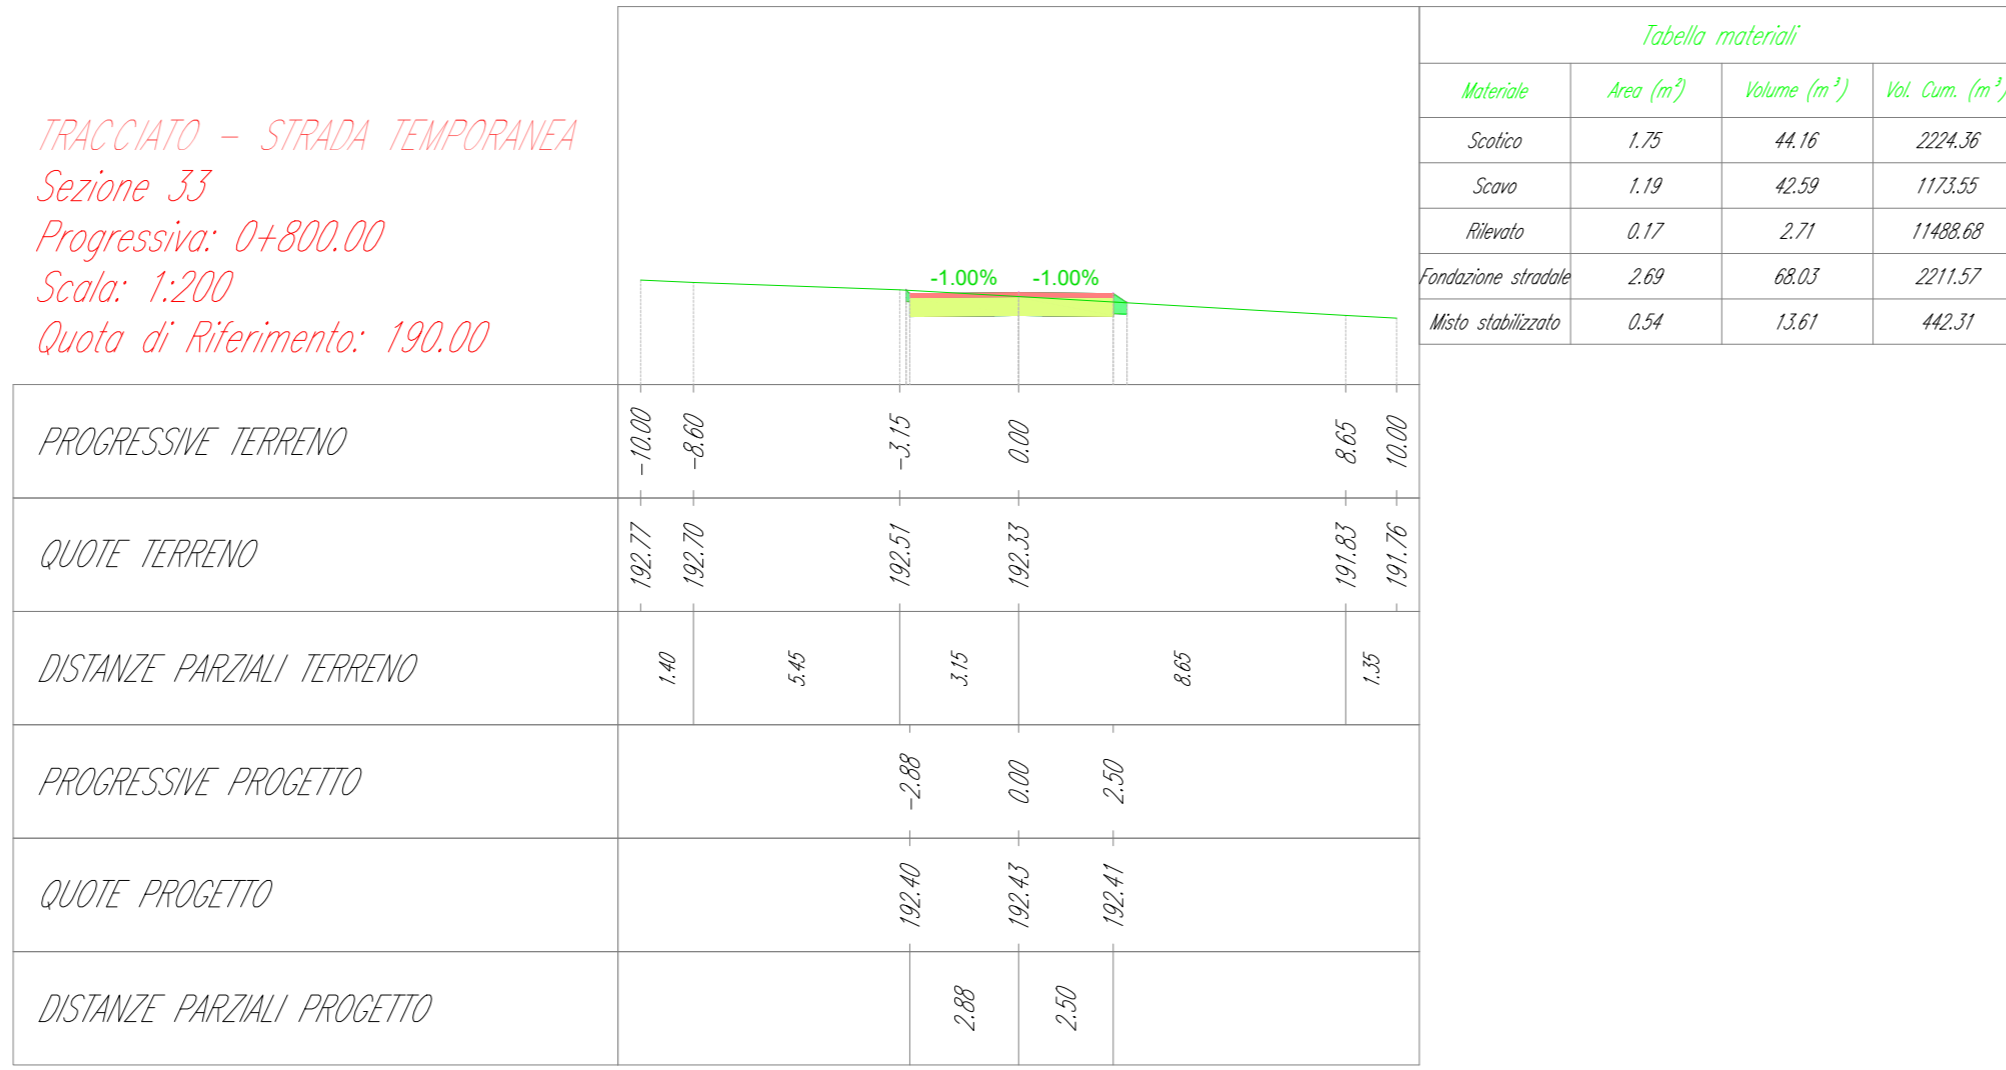 TRACCIATO - STRADA TEMPORANEA
Sezione 33
Progressiva: 0+800.00
Scala: 1:200
Quota di Riferimento: 190.00
-1.00% -1.00%
Tabella materiali
Materiale Area (m²) Volume (m³) Vol. Cum. (m³)
Scotico 1.75 44.16 2224.36
Scavo 1.19 42.59 1173.55
Rilevato 0.17 2.71 11488.68
Fondazione stradale 2.69 68.03 2211.57
Misto stabilizzato 0.54 13.61 442.31
PROGRESSIVE TERRENO -10.00 -8.60 -3.15 0.00 8.65 10.00
QUOTE TERRENO 192.77 192.70 192.51 192.33 191.83 191.76
DISTANZE PARZIALI TERRENO 1.40 5.45 3.15 8.65 1.35
PROGRESSIVE PROGETTO -2.88 0.00 2.50
QUOTE PROGETTO 192.40 192.43 192.41
DISTANZE PARZIALI PROGETTO 2.88 2.50